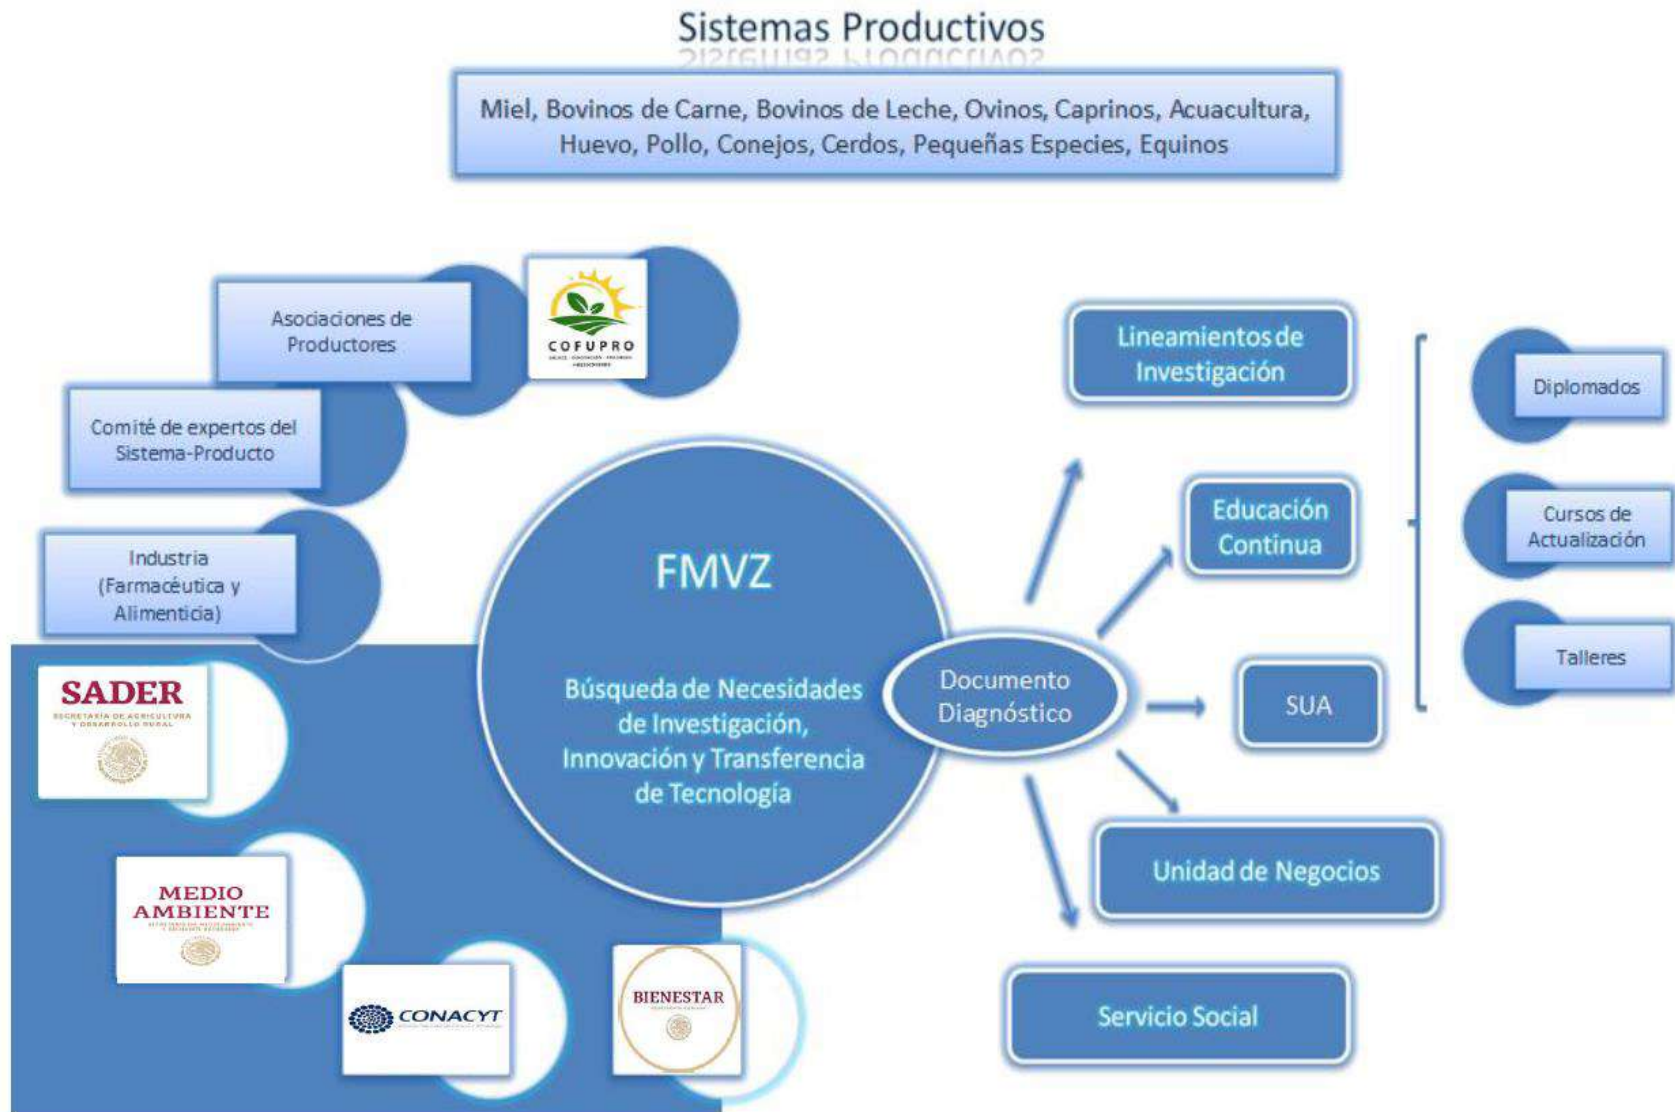 Sistemas Productivos
Miel, Bovinos de Carne, Bovinos de Leche, Ovinos, Caprinos, Acuacultura,
Huevo, Pollo, Conejos, Cerdos, Pequeñas Especies, Equinos
Asociaciones de
Productores
COFUPRO
Comité de expertos del
Sistema-Producto
Industria
(Farmacéutica y
Alimenticia)
SADER
SECRETARÍA DE AGRICULTURA
Y DESARROLLO RURAL
MEDIO
AMBIENTE
CONACYT
BIENESTAR
FMVZ
Búsqueda de Necesidades
de Investigación,
Innovación y Transferencia
de Tecnología
Documento
Diagnóstico
Lineamientos de
Investigación
Educación
Continua
SUA
Unidad de Negocios
Servicio Social
Diplomados
Cursos de
Actualización
Talleres